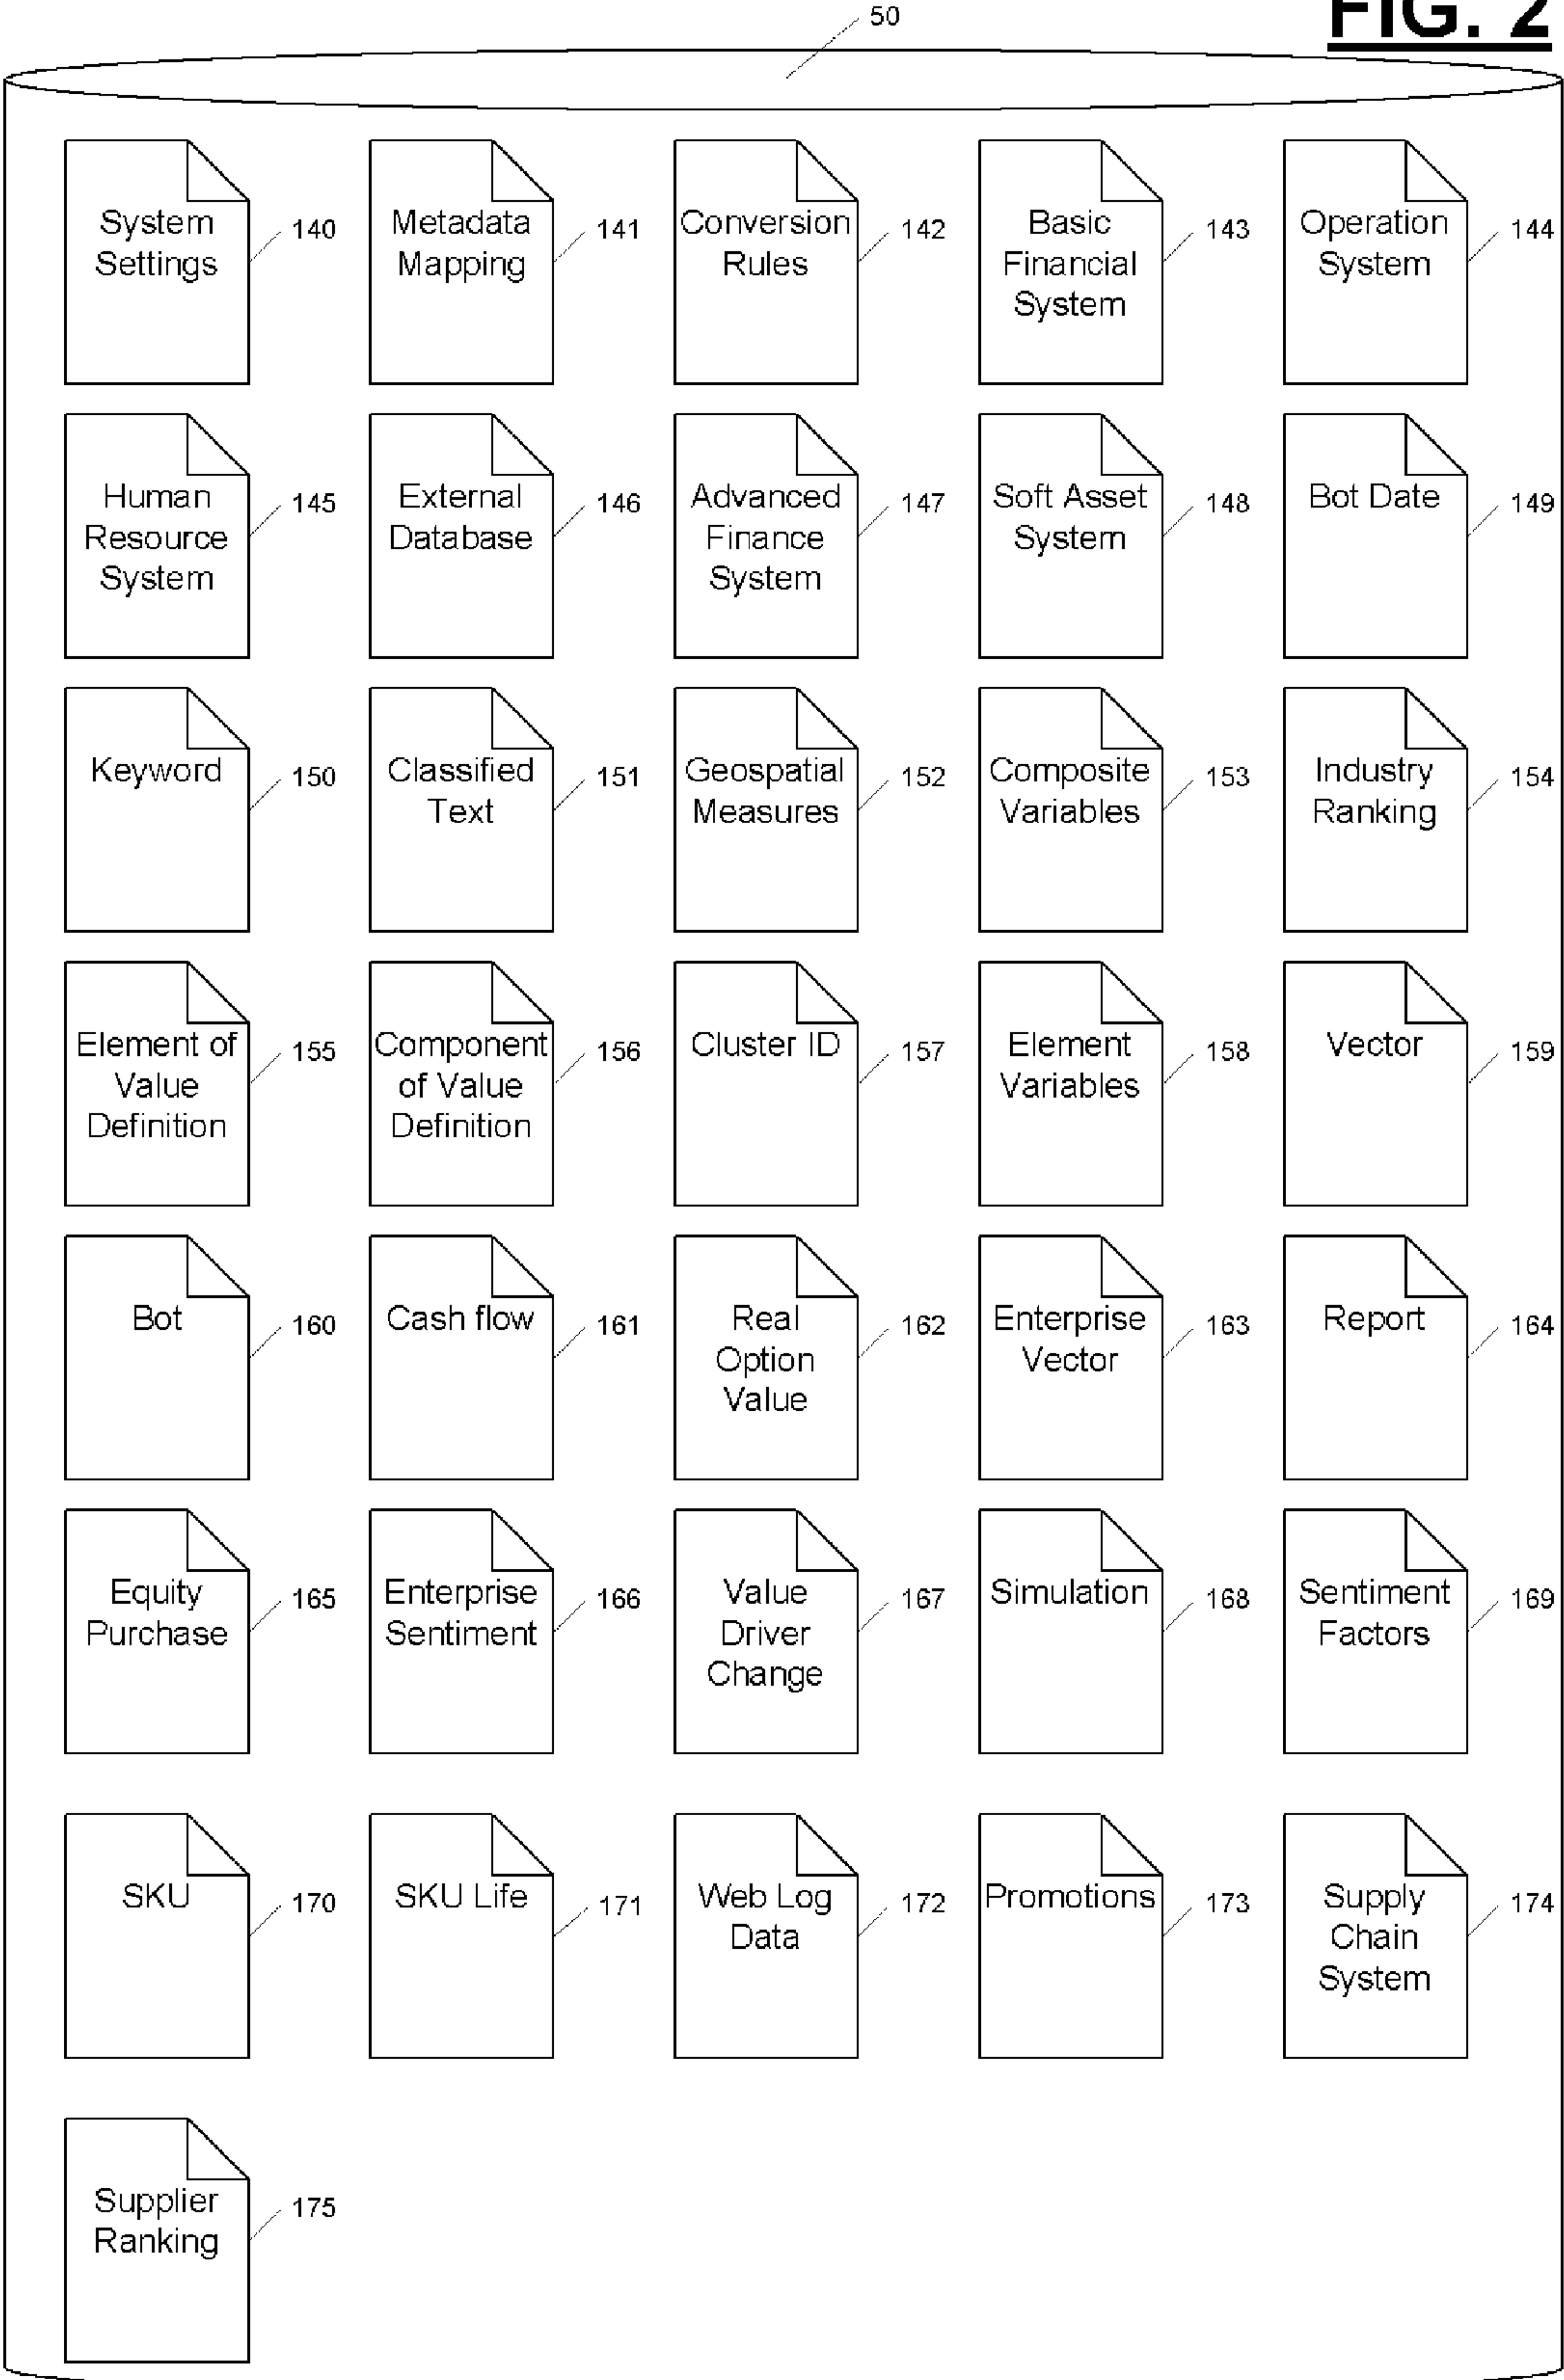 FIG. 2
50
System
Settings
140
Metadata
Mapping
141
Conversion
Rules
142
Basic
Financial
System
143
Operation
System
144
Human
Resource
System
145
External
Database
146
Advanced
Finance
System
147
Soft Asset
System
148
Bot Date
149
Keyword
150
Classified
Text
151
Geospatial
Measures
152
Composite
Variables
153
Industry
Ranking
154
Element of
Value
Definition
155
Component
of Value
Definition
156
Cluster ID
157
Element
Variables
158
Vector
159
Bot
160
Cash flow
161
Real
Option
Value
162
Enterprise
Vector
163
Report
164
Equity
Purchase
165
Enterprise
Sentiment
166
Value
Driver
Change
167
Simulation
168
Sentiment
Factors
169
SKU
170
SKU Life
171
Web Log
Data
172
Promotions
173
Supply
Chain
System
174
Supplier
Ranking
175